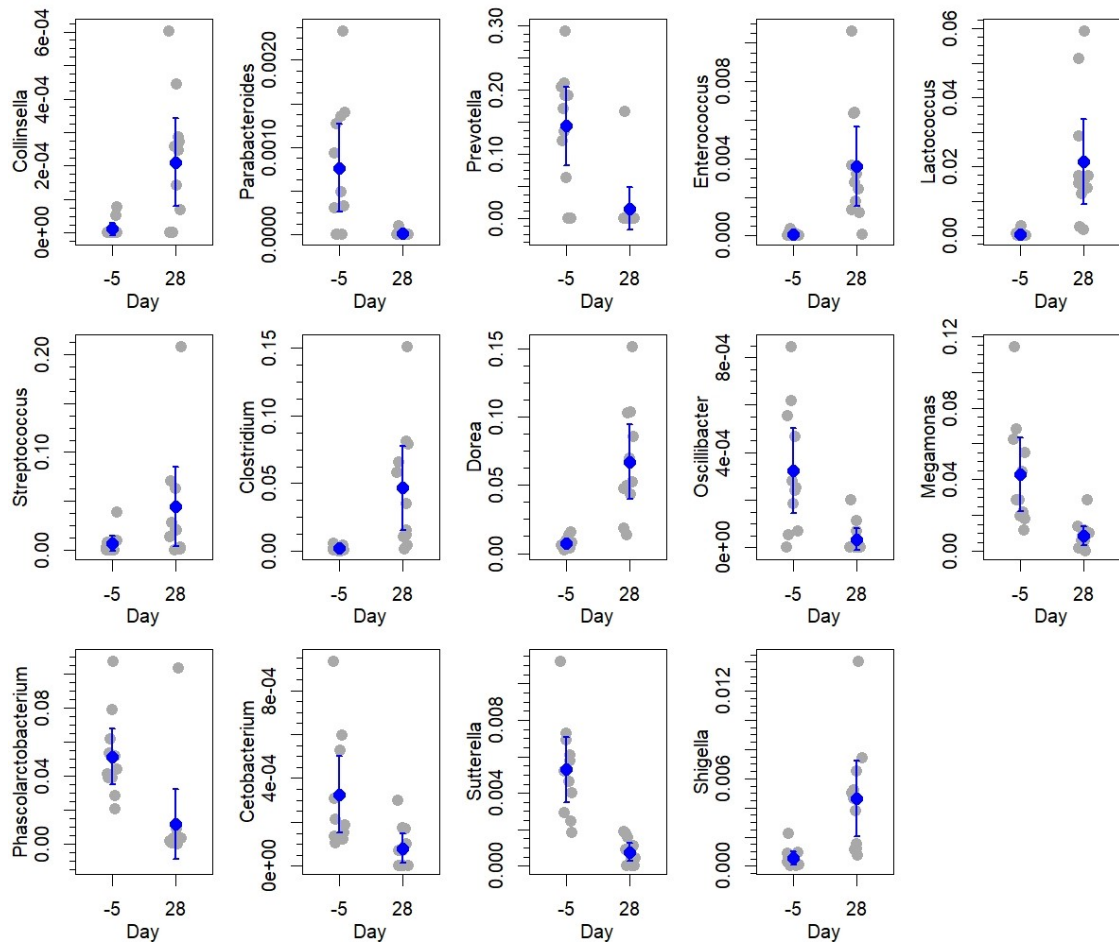 Collinsella
0e+00 2e-04 4e-04 6e-04
-5 28
Day
Parabacteroides
0.0000 0.0010 0.0020
-5 28
Day
Prevotella
0.00 0.10 0.20 0.30
-5 28
Day
Enterococcus
0.000 0.004 0.008
-5 28
Day
Lactococcus
0.00 0.02 0.04 0.06
-5 28
Day
Streptococcus
0.00 0.10 0.20
-5 28
Day
Clostridium
0.00 0.05 0.10 0.15
-5 28
Day
Dorea
0.00 0.05 0.10 0.15
-5 28
Day
Oscillibacter
0e+00 4e-04 8e-04
-5 28
Day
Megamonas
0.00 0.04 0.08 0.12
-5 28
Day
Phascolarctobacterium
0.00 0.04 0.08
-5 28
Day
Cetobacterium
0e+00 4e-04 8e-04
-5 28
Day
Sutterella
0.000 0.004 0.008
-5 28
Day
Shigella
0.000 0.006 0.012
-5 28
Day